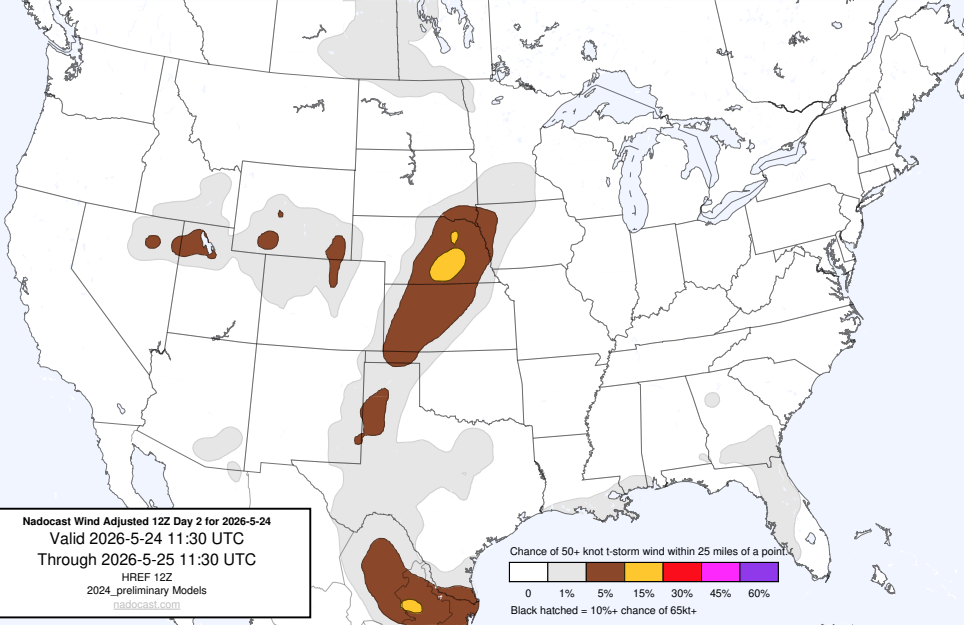 Nadocast Wind Adjusted 12Z Day 2 for 2026-5-24
Valid 2026-5-24 11:30 UTC
Through 2026-5-25 11:30 UTC
HREF 12Z
2024_preliminary Models
nadocast.com
Chance of 50+ knot t-storm wind within 25 miles of a point.
0 1% 5% 15% 30% 45% 60%
Black hatched = 10%+ chance of 65kt+